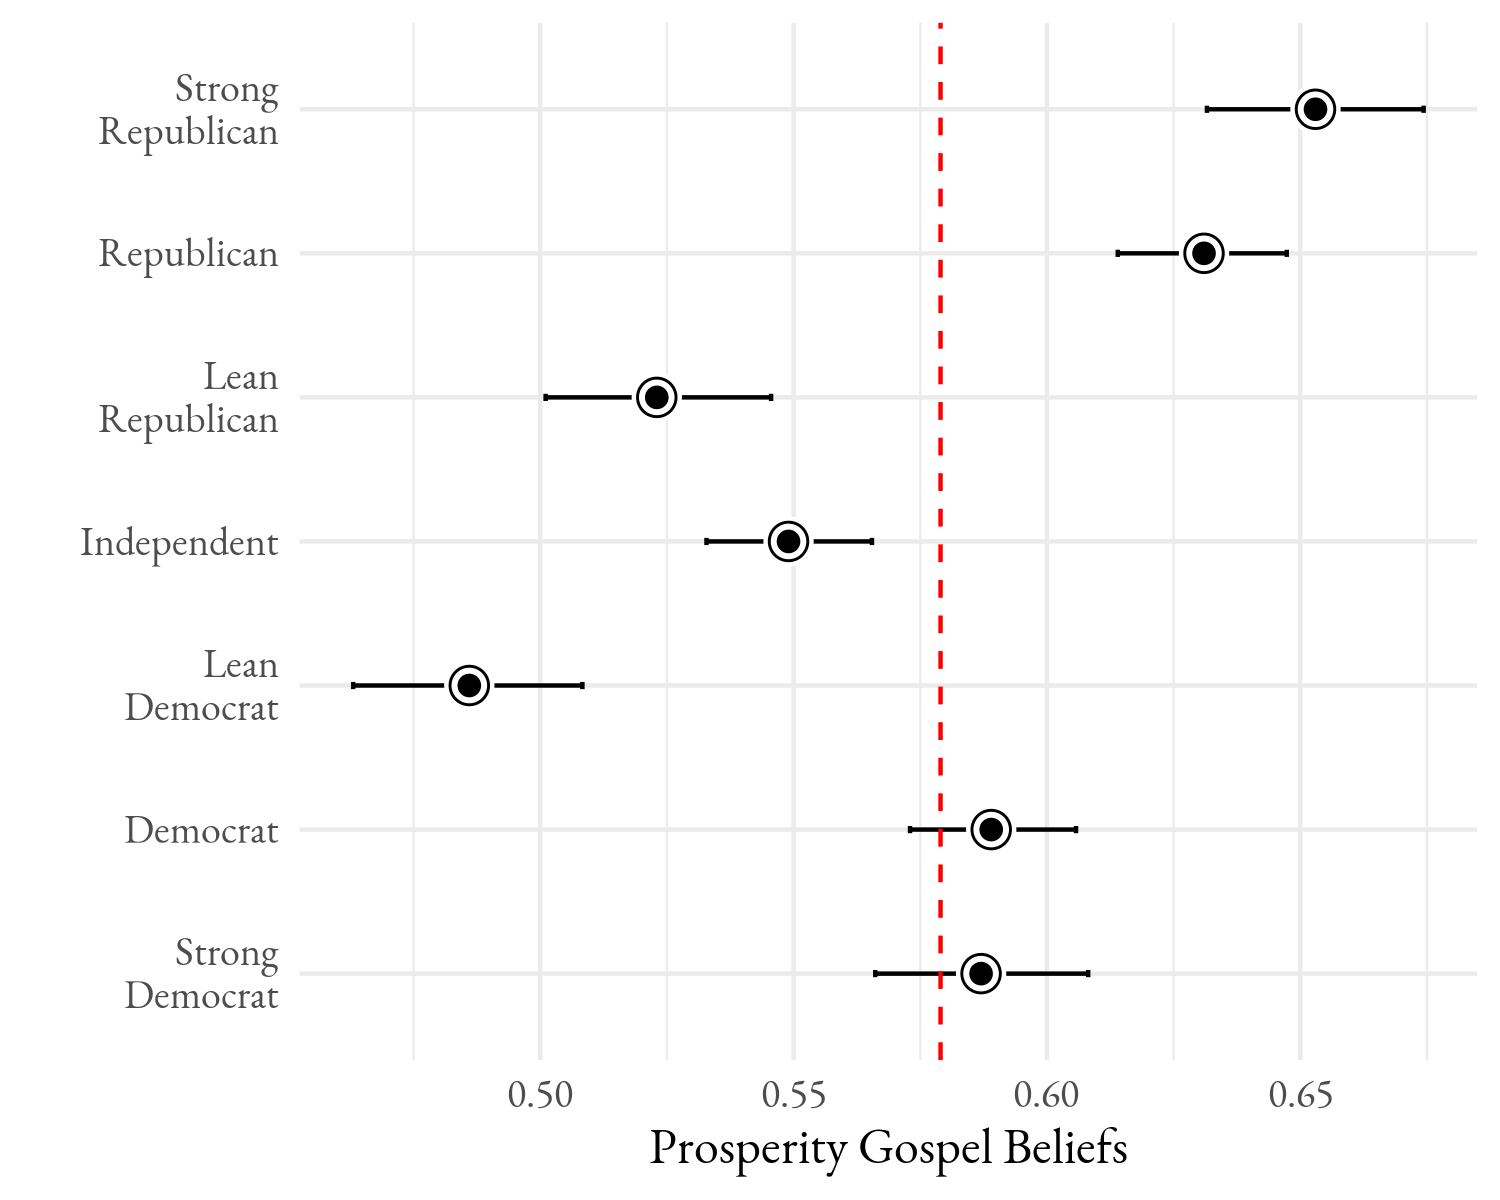 Strong
Republican
Republican
Lean
Republican
Independent
Lean
Democrat
Democrat
Strong
Democrat
0.50 0.55 0.60 0.65
Prosperity Gospel Beliefs